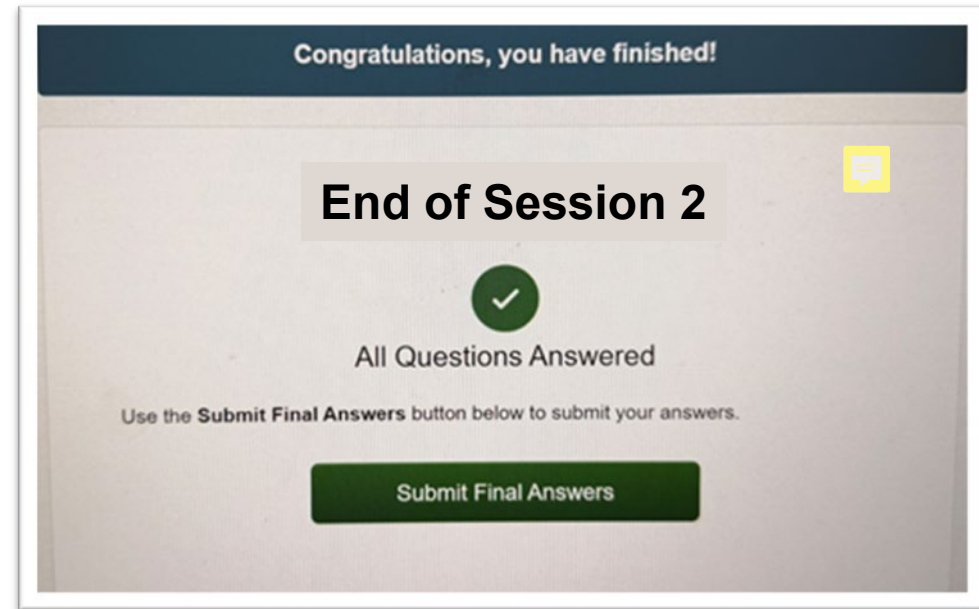 Congratulations, you have finished!
End of Session 2
All Questions Answered
Use the Submit Final Answers button below to submit your answers.
Submit Final Answers